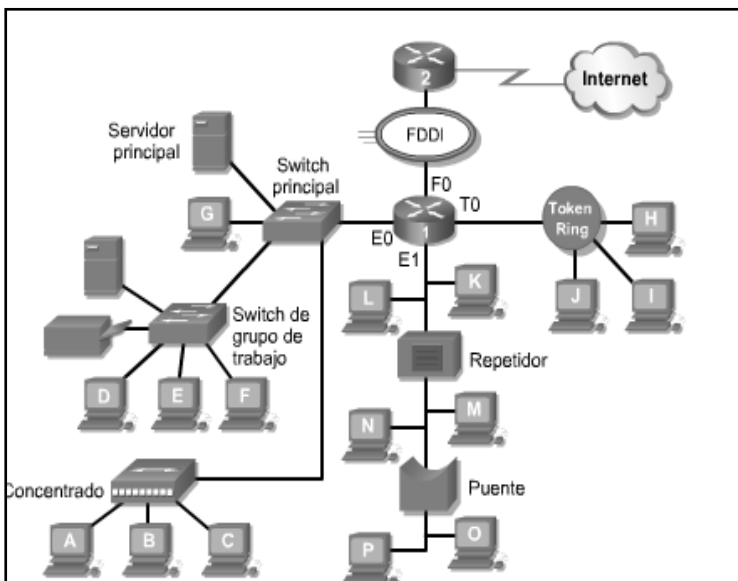 2
Internet
FDDI
Servidor
principal
Switch
principal
F0
T0
G
E0
1
E1
Token
Ring
H
J
I
L
K
Switch de
grupo de
trabajo
Repetidor
D
E
F
N
M
Concentrado
Puente
A
B
C
P
O